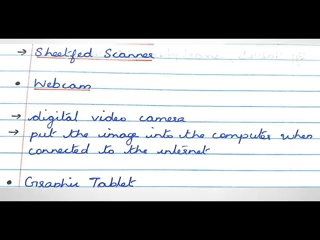 → Sheetfed Scanner
• Webcam
→ digital video camera
→ put the image into the computer when
connected to the internet
• Graphic Tablet